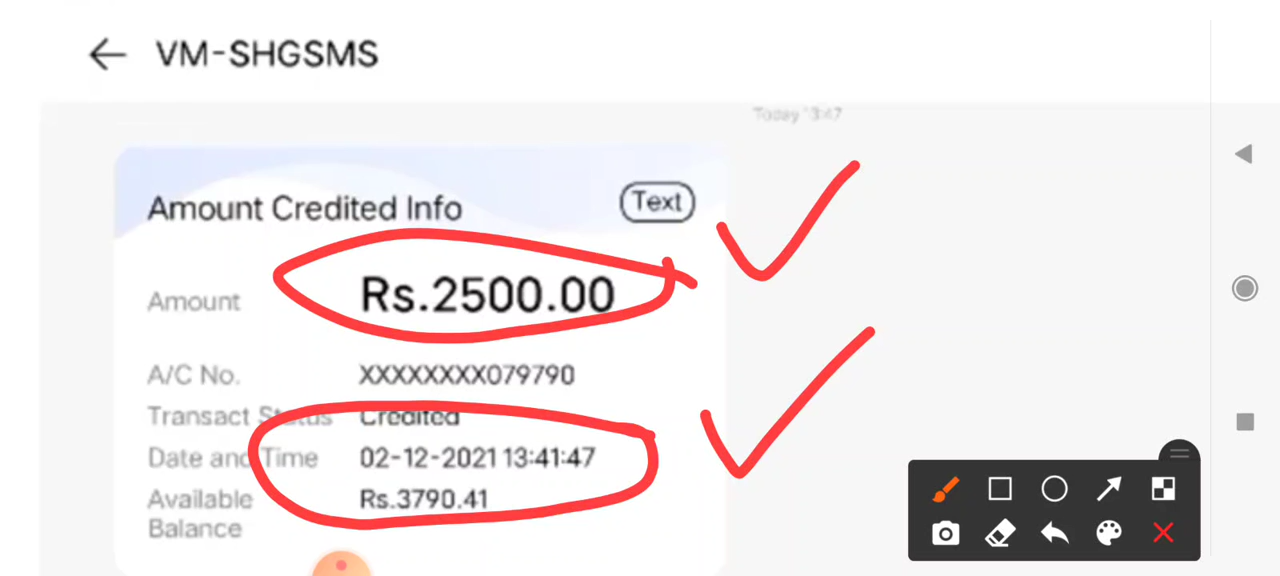 VM-SHGSMS
Today 13:47
Amount Credited Info
Text
Amount Rs.2500.00
A/C No. XXXXXXXX079790
Transact Status Credited
Date and Time 02-12-2021 13:41:47
Available Rs.3790.41
Balance